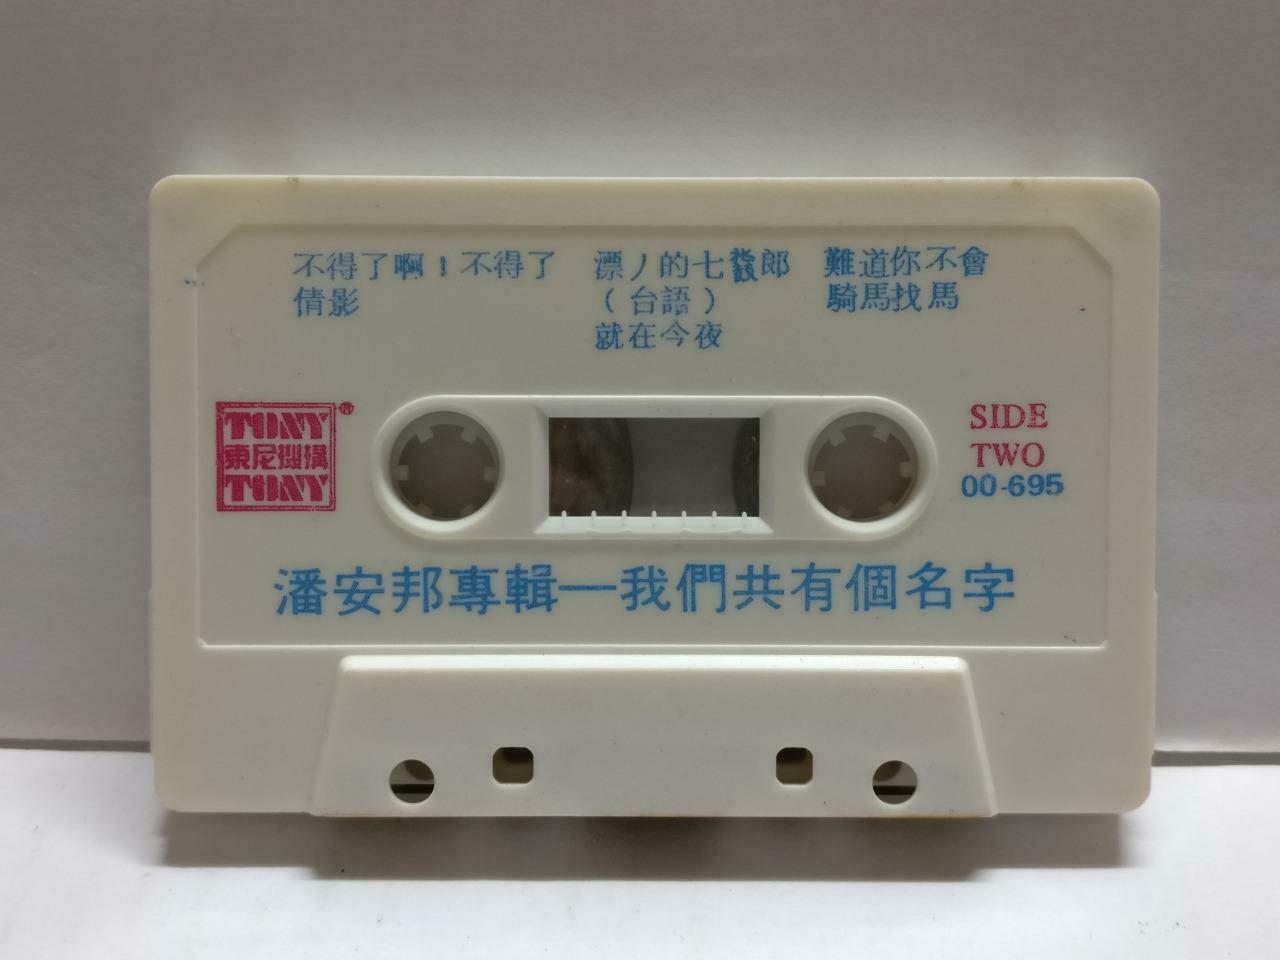 不得了啊！不得了
倩影
漂ノ的七㪇郎
（台語）
就在今夜
難道你不會
騎馬找馬
TONY®
東尼機構
TONY
SIDE
TWO
00-695
潘安邦專輯—我們共有個名字